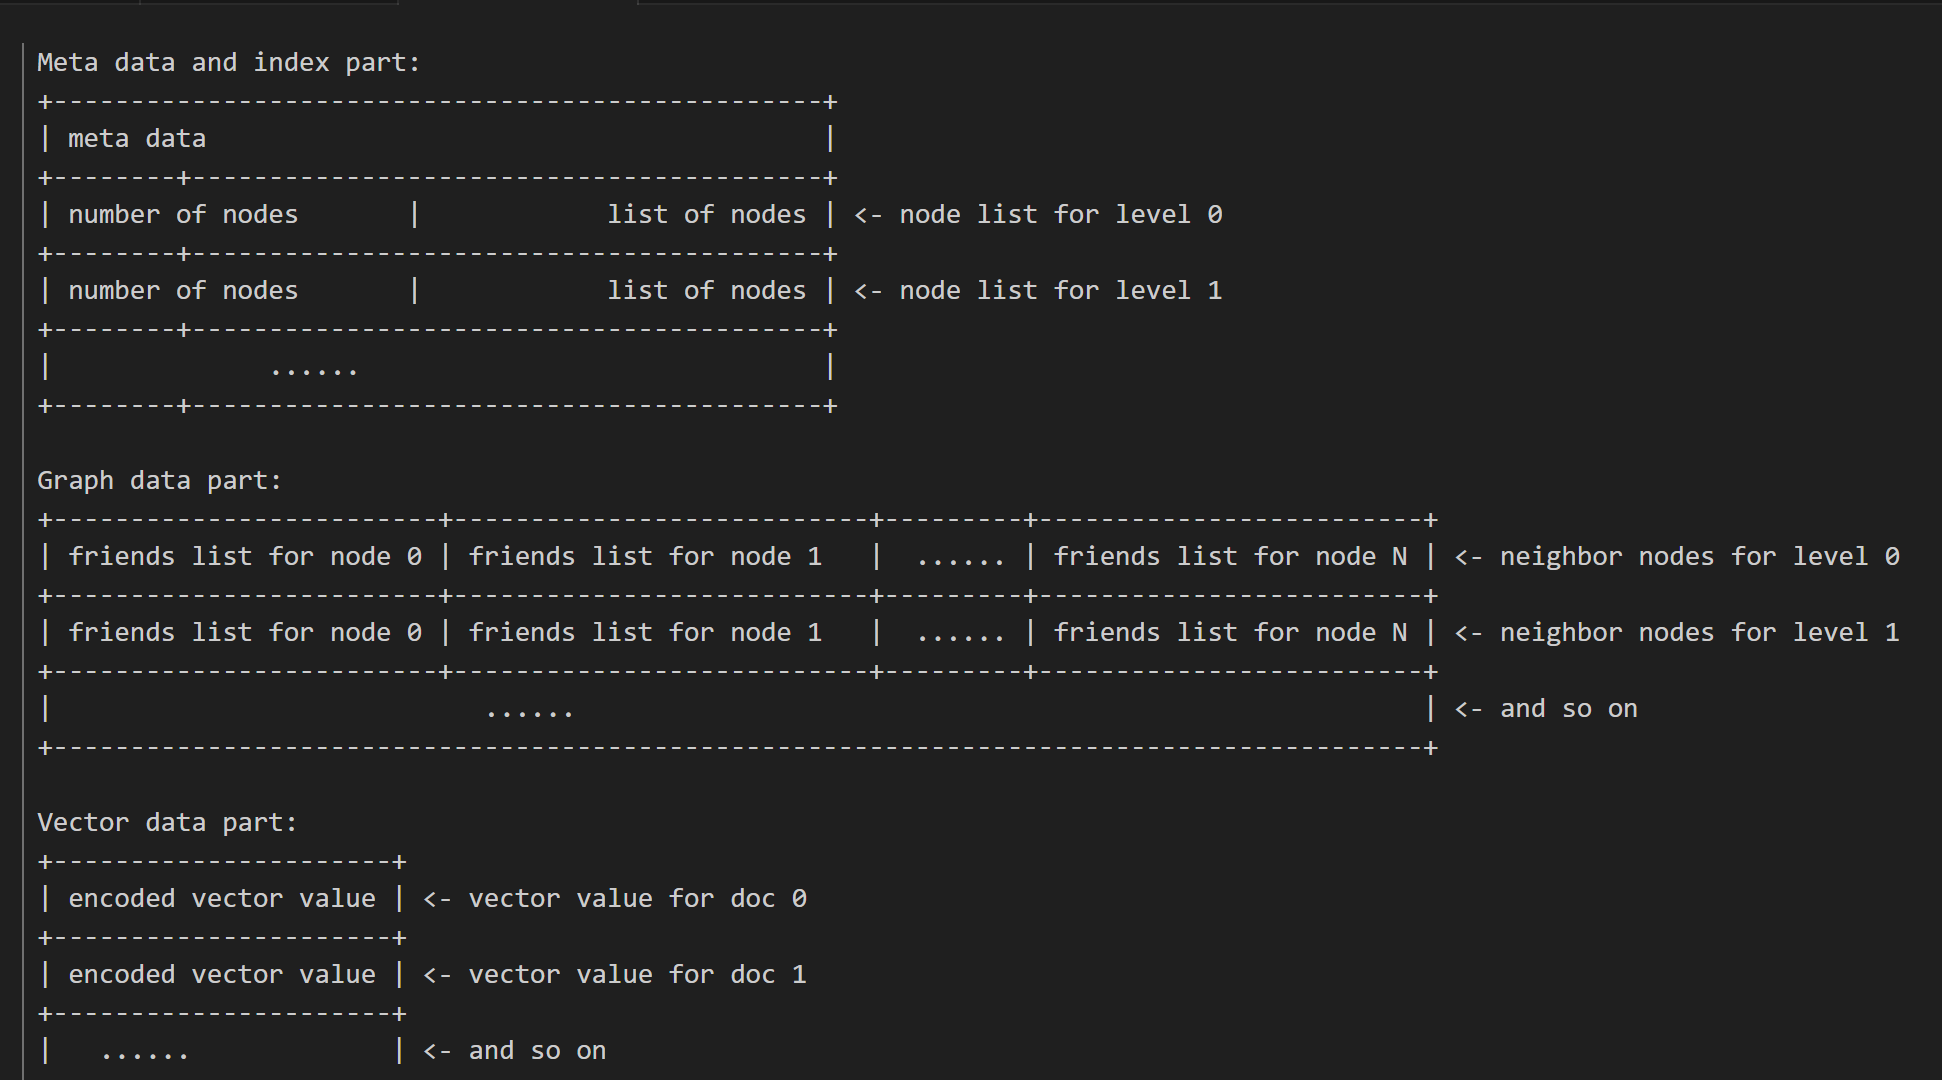 Meta data and index part:
+--------------------------------------------------+
| meta data                                        |
+--------+-----------------------------------------+
| number of nodes       |            list of nodes | <- node list for level 0
+--------+-----------------------------------------+
| number of nodes       |            list of nodes | <- node list for level 1
+--------+-----------------------------------------+
|              ......                              |
+--------+-----------------------------------------+
Graph data part:
+-------------------------+---------------------------+---------+-------------------------+
| friends list for node 0 | friends list for node 1   |  ...... | friends list for node N | <- neighbor nodes for level 0
+-------------------------+---------------------------+---------+-------------------------+
| friends list for node 0 | friends list for node 1   |  ...... | friends list for node N | <- neighbor nodes for level 1
+-------------------------+---------------------------+---------+-------------------------+
|                            ......                                                       | <- and so on
+-----------------------------------------------------------------------------------------+
Vector data part:
+----------------------+
| encoded vector value | <- vector value for doc 0
+----------------------+
| encoded vector value | <- vector value for doc 1
+----------------------+
|   ......             | <- and so on